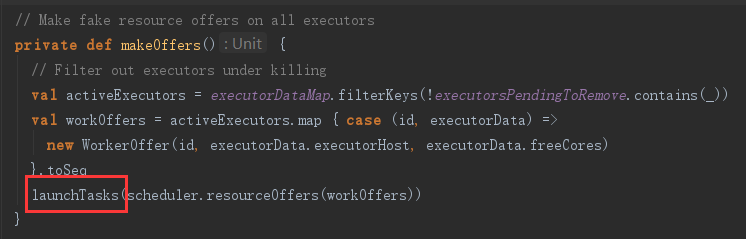 // Make fake resource offers on all executors
private def makeOffers() : Unit {
// Filter out executors under killing
val activeExecutors = executorDataMap.filterKeys(!executorsPendingToRemove.contains(_))
val workOffers = activeExecutors.map { case (id, executorData) =>
new WorkerOffer(id, executorData.executorHost, executorData.freeCores)
}.toSeq
launchTasks(scheduler.resourceOffers(workOffers))
}